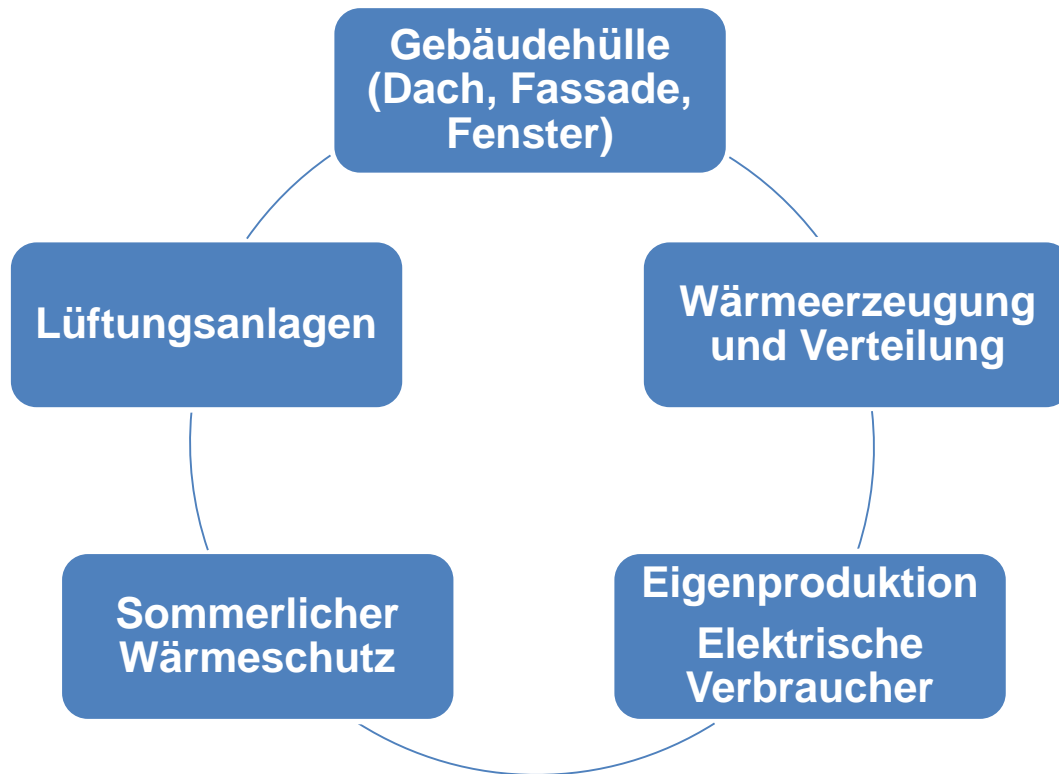 Gebäudehülle
(Dach, Fassade,
Fenster)
Lüftungsanlagen
Wärmeerzeugung
und Verteilung
Sommerlicher
Wärmeschutz
Eigenproduktion
Elektrische
Verbraucher